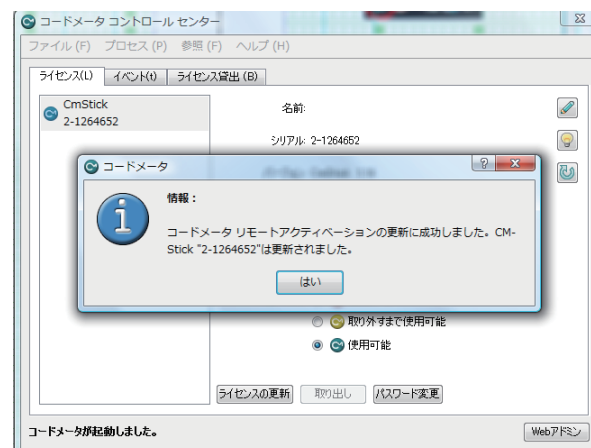 コードメータ コントロール センター
ファイル (F) プロセス (P) 参照 (F) ヘルプ (H)
ライセンス(L) イベント(t) ライセンス貸出 (B)
CmStick
2-1264652
名前:
シリアル: 2-1264652
コードメータ
情報：
コードメータ リモートアクティベーションの更新に成功しました。CM-
Stick "2-1264652"は更新されました。
はい
取り外すまで使用可能
使用可能
ライセンスの更新 取り出し パスワード変更
コードメータが起動しました。
Webアドミン